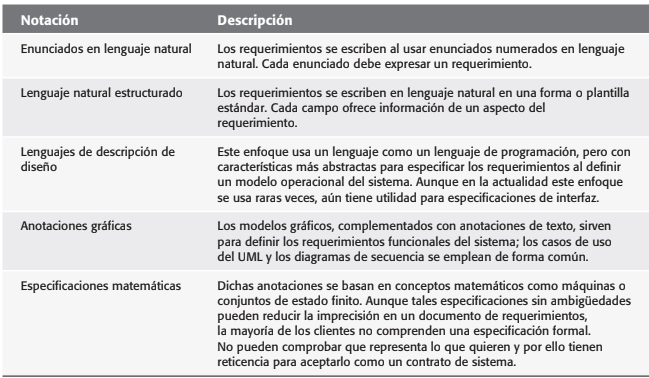 Notación
Descripción
Enunciados en lenguaje natural
Los requerimientos se escriben al usar enunciados numerados en lenguaje
natural. Cada enunciado debe expresar un requerimiento.
Lenguaje natural estructurado
Los requerimientos se escriben en lenguaje natural en una forma o plantilla
estándar. Cada campo ofrece información de un aspecto del
requerimiento.
Lenguajes de descripción de
diseño
Este enfoque usa un lenguaje como un lenguaje de programación, pero con
características más abstractas para especificar los requerimientos al definir
un modelo operacional del sistema. Aunque en la actualidad este enfoque
se usa raras veces, aún tiene utilidad para especificaciones de interfaz.
Anotaciones gráficas
Los modelos gráficos, complementados con anotaciones de texto, sirven
para definir los requerimientos funcionales del sistema; los casos de uso
del UML y los diagramas de secuencia se emplean de forma común.
Especificaciones matemáticas
Dichas anotaciones se basan en conceptos matemáticos como máquinas o
conjuntos de estado finito. Aunque tales especificaciones sin ambigüedades
pueden reducir la imprecisión en un documento de requerimientos,
la mayoría de los clientes no comprenden una especificación formal.
No pueden comprobar que representa lo que quieren y por ello tienen
reticencia para aceptarlo como un contrato de sistema.